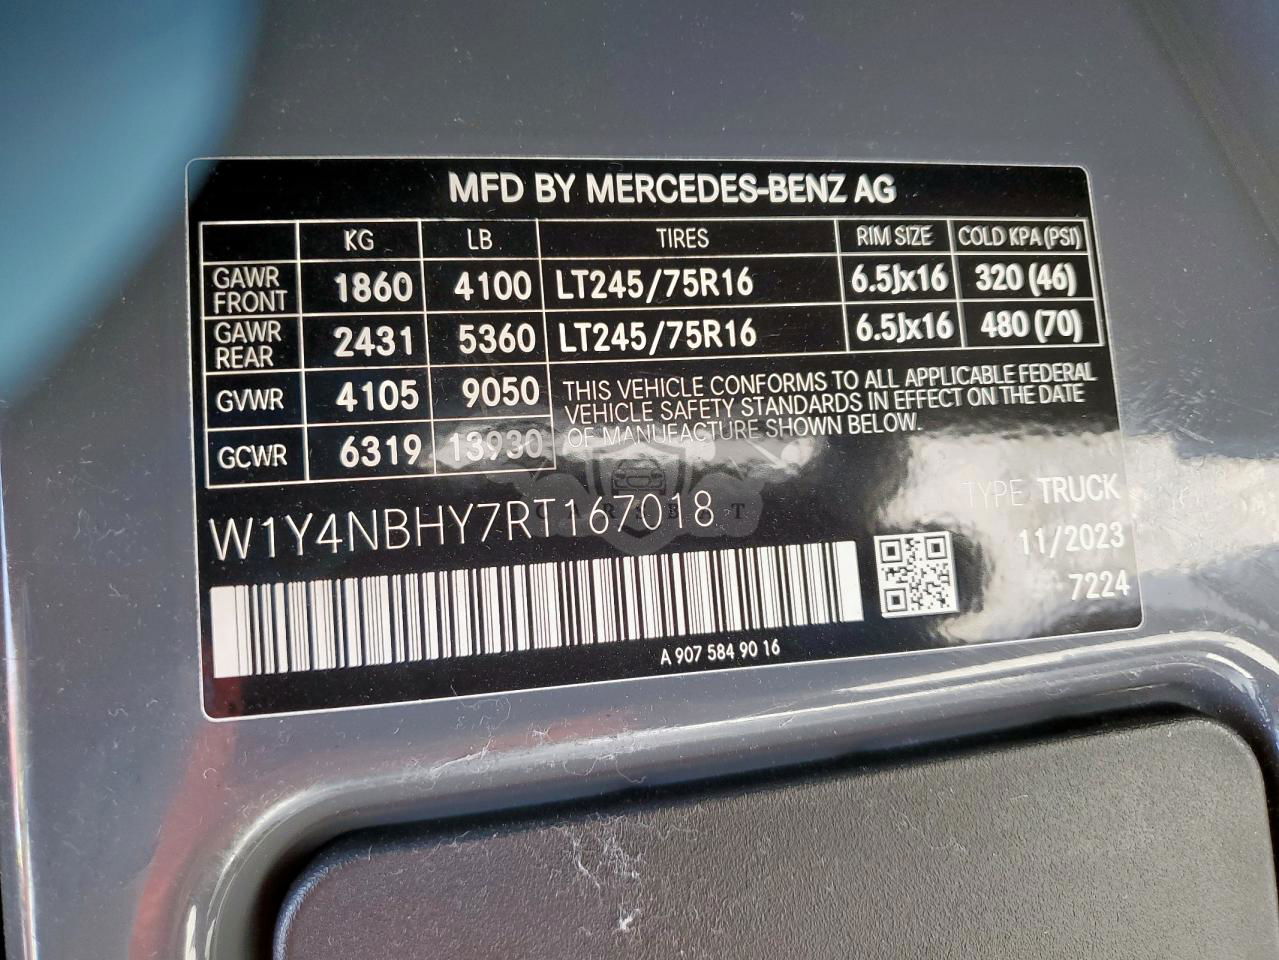 MFD BY MERCEDES-BENZ AG
KG LB TIRES RIM SIZE COLD KPA (PSI)
GAWR FRONT 1860 4100 LT245/75R16 6.5Jx16 320 (46)
GAWR REAR 2431 5360 LT245/75R16 6.5Jx16 480 (70)
GVWR 4105 9050
GCWR 6319 13930
THIS VEHICLE CONFORMS TO ALL APPLICABLE FEDERAL
VEHICLE SAFETY STANDARDS IN EFFECT ON THE DATE
OF MANUFACTURE SHOWN BELOW.
W1Y4NBHY7RT167018
TYPE TRUCK
11/2023
7224
A 907 584 90 16